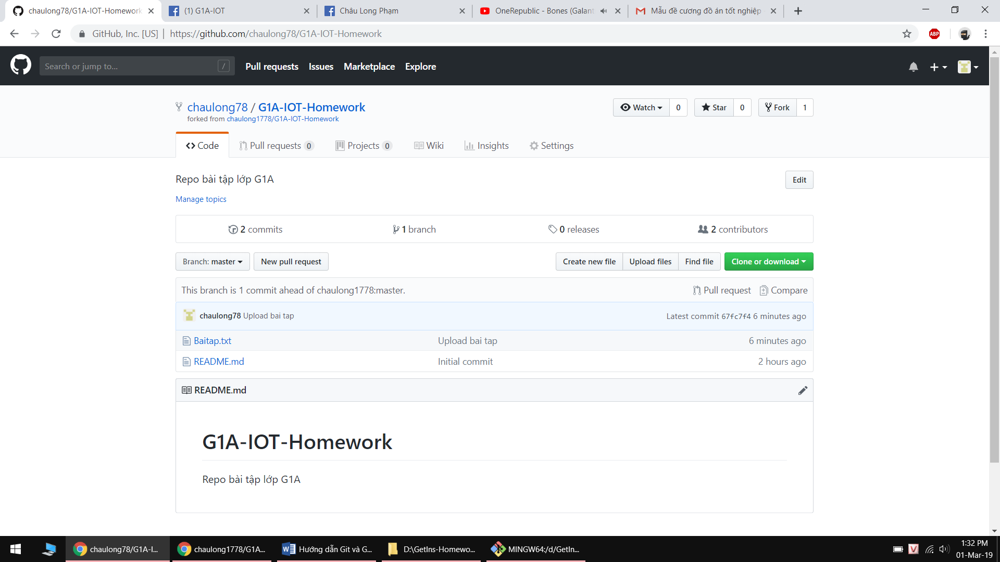 chaulong78/G1A-IOT-Homework
(1) G1A-IOT
Châu Long Phạm
OneRepublic - Bones (Galant
Mẫu đề cương đồ án tốt nghiệp
GitHub, Inc. [US] | https://github.com/chaulong78/G1A-IOT-Homework
ABP
Search or jump to... /
Pull requests Issues Marketplace Explore
chaulong78 / G1A-IOT-Homework
forked from chaulong1778/G1A-IOT-Homework
Watch 0 Star 0 Fork 1
Code Pull requests 0 Projects 0 Wiki Insights Settings
Repo bài tập lớp G1A
Edit
Manage topics
2 commits 1 branch 0 releases 2 contributors
Branch: master New pull request Create new file Upload files Find file Clone or download
This branch is 1 commit ahead of chaulong1778:master. Pull request Compare
chaulong78 Upload bai tap Latest commit 67fc7f4 6 minutes ago
Baitap.txt Upload bai tap 6 minutes ago
README.md Initial commit 2 hours ago
README.md
G1A-IOT-Homework
Repo bài tập lớp G1A
chaulong78/G1A-I... chaulong1778/G1A... Hướng dẫn Git và G... D:\GetIns-Homewo... MINGW64:/d/GetIn...
V
1:32 PM
01-Mar-19